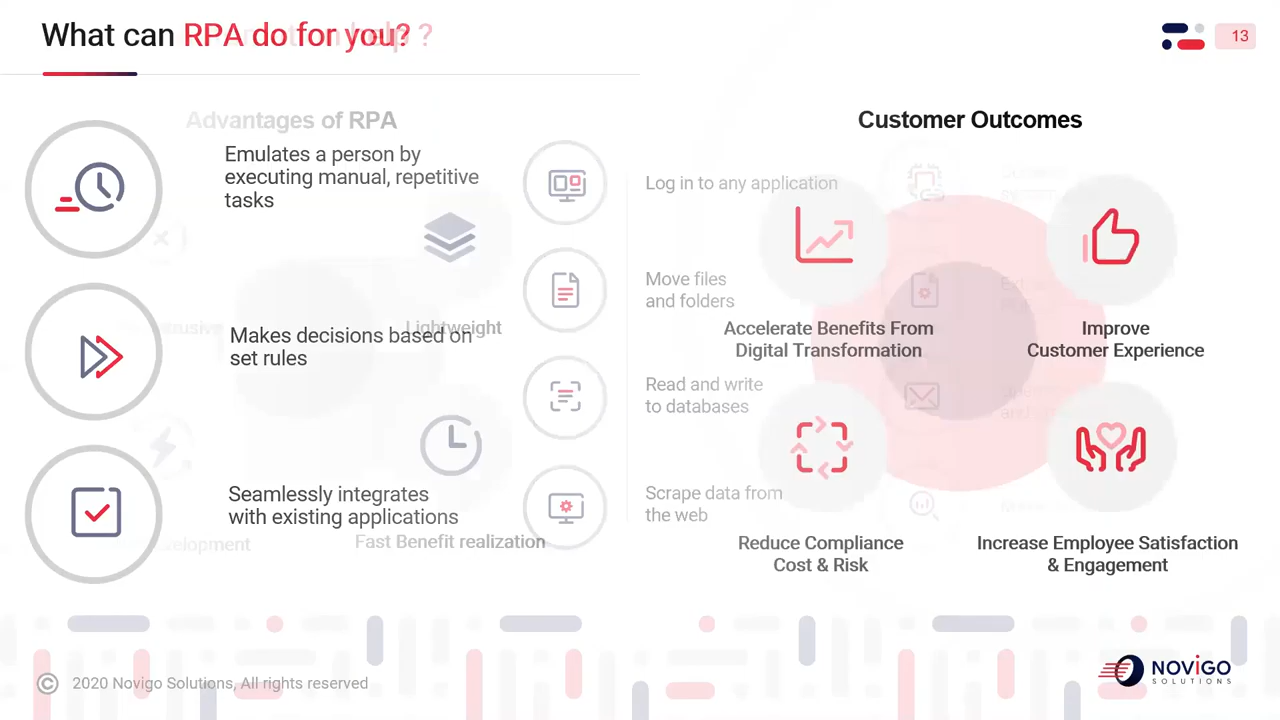 What can RPA do for you? ?
13
Advantages of RPA
Customer Outcomes
Emulates a person by
executing manual, repetitive
tasks
Makes decisions based on
set rules
Seamlessly integrates
with existing applications
Lightweight
Fast Benefit realization
Log in to any application
Move files
and folders
Read and write
to databases
Scrape data from
the web
Accelerate Benefits From
Digital Transformation
Improve
Customer Experience
Reduce Compliance
Cost & Risk
Increase Employee Satisfaction
& Engagement
© 2020 Novigo Solutions, All rights reserved
NOVIGO
SOLUTIONS